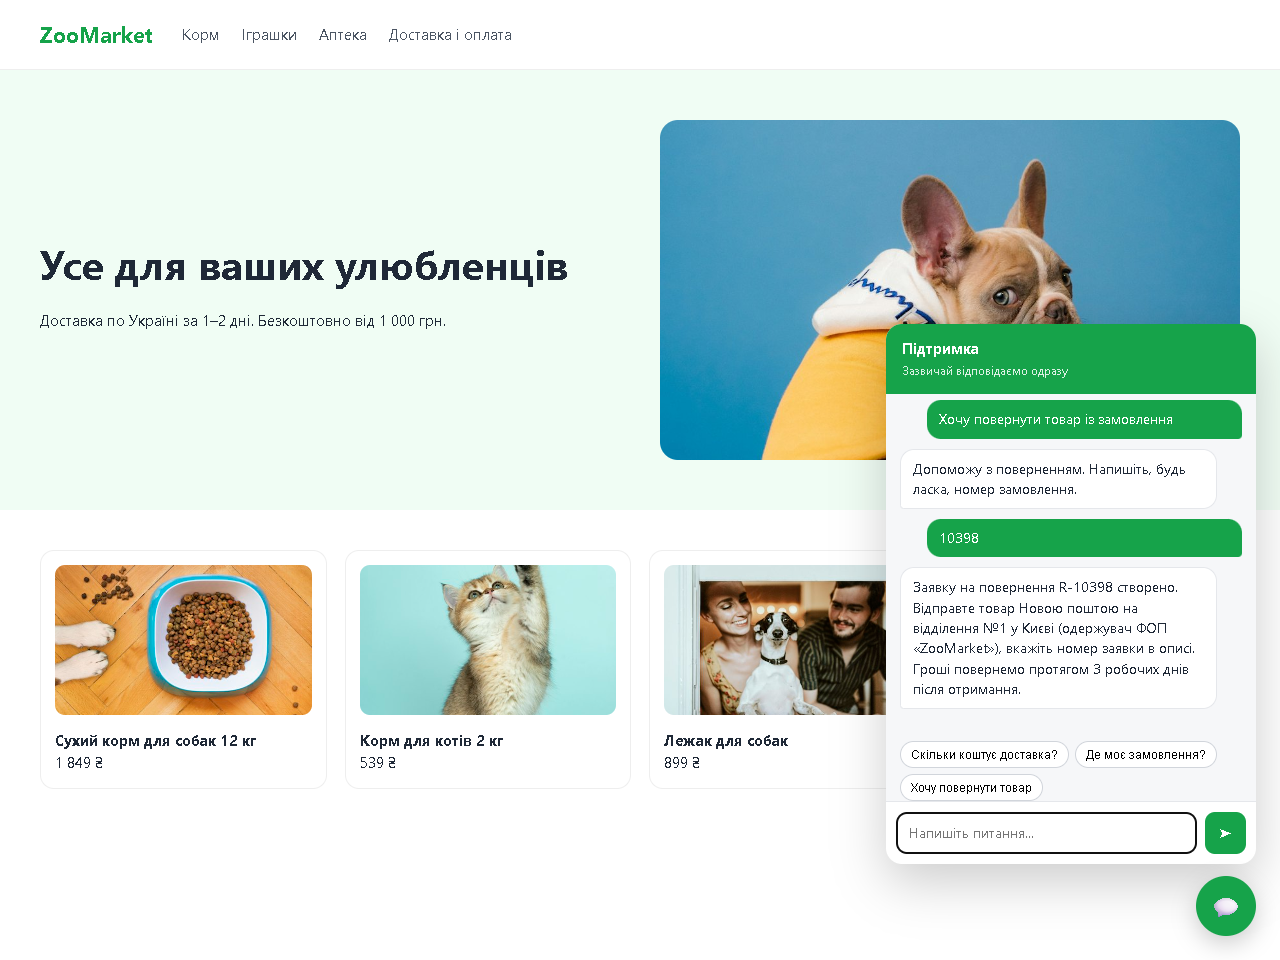 ZooMarket Корм Іграшки Аптека Доставка і оплата
Усе для ваших улюбленців
Доставка по Україні за 1–2 дні. Безкоштовно від 1 000 грн.
Сухий корм для собак 12 кг
1 849 ₴
Корм для котів 2 кг
539 ₴
Лежак для собак
899 ₴
Підтримка
Зазвичай відповідаємо одразу
Хочу повернути товар із замовлення
Допоможу з поверненням. Напишіть, будь
ласка, номер замовлення.
10398
Заявку на повернення R-10398 створено.
Відправте товар Новою поштою на
відділення №1 у Києві (одержувач ФОП
«ZooMarket»), вкажіть номер заявки в описі.
Гроші повернемо протягом 3 робочих днів
після отримання.
Скільки коштує доставка? Де моє замовлення?
Хочу повернути товар
Напишіть питання...